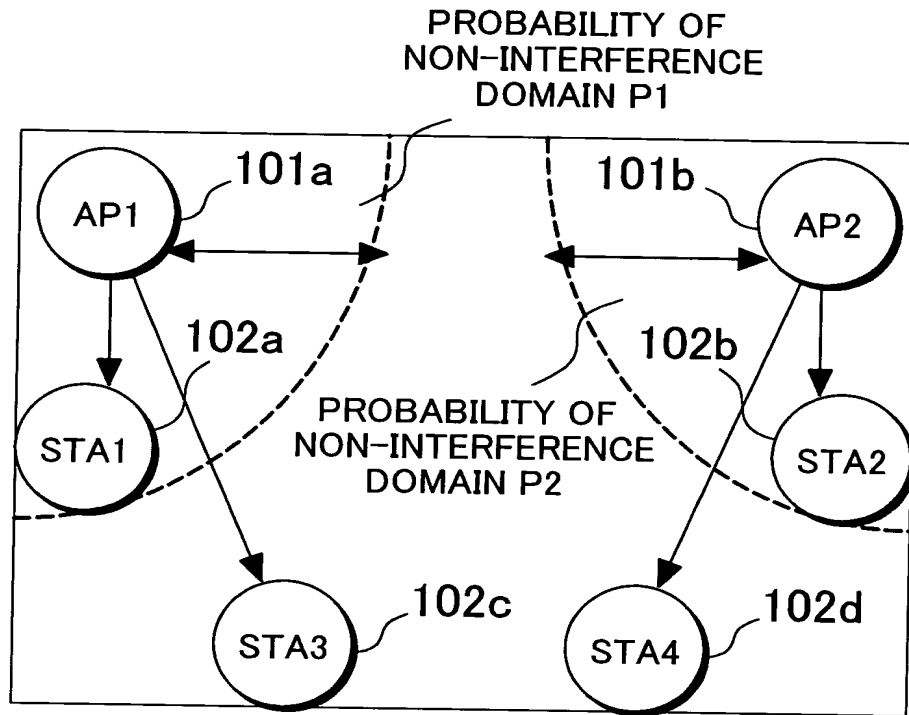 PROBABILITY OF
NON-INTERFERENCE
DOMAIN P1
101a
101b
AP1
AP2
102a
102b
PROBABILITY OF
NON-INTERFERENCE
DOMAIN P2
STA1
STA2
102c
102d
STA3
STA4